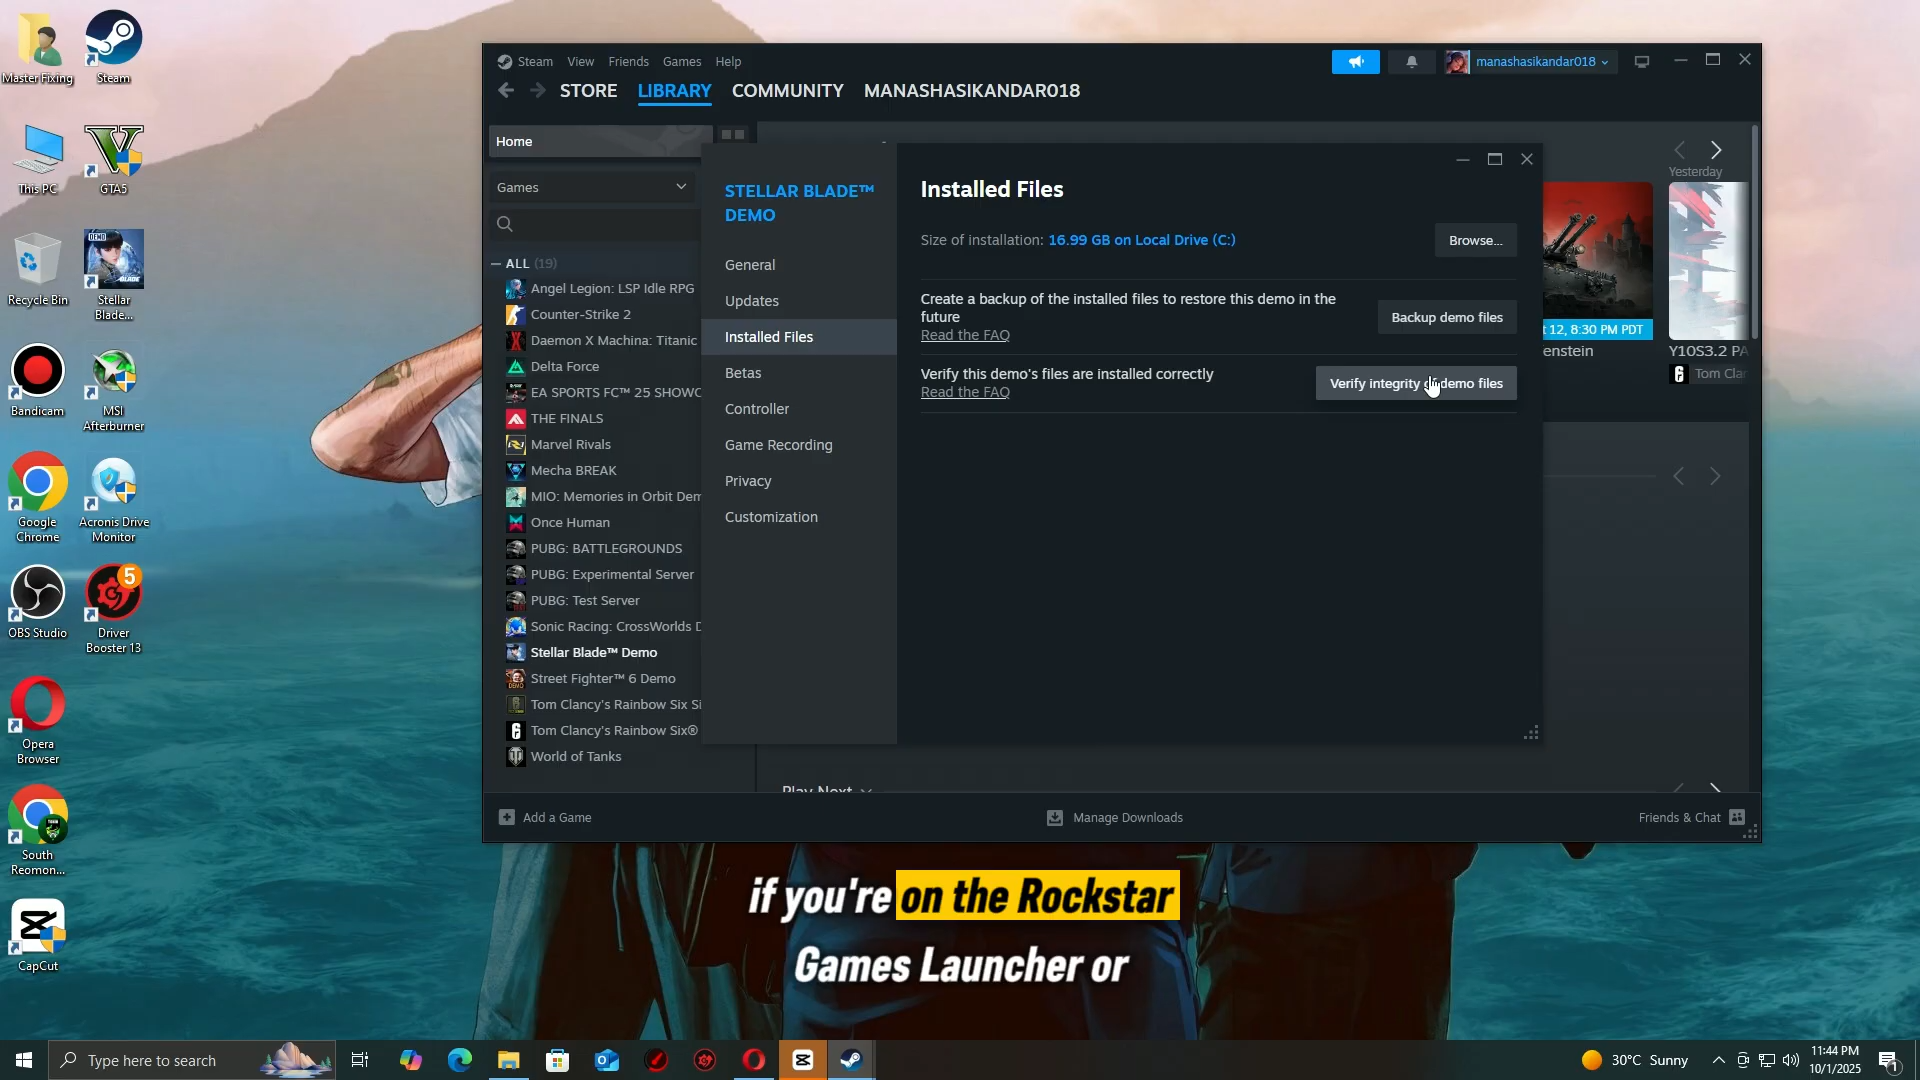 Master Fixing
Steam
This PC
GTA5
Recycle Bin
DEMO
Stellar
Blade...
Bandicam
MSI
Afterburner
Google
Chrome
Acronis Drive
Monitor
OBS Studio
5
Driver
Booster 13
Opera
Browser
South
Reomon...
CapCut
Steam
View
Friends
Games
Help
manashasikandar018
STORE
LIBRARY
COMMUNITY
MANASHASIKANDAR018
Home
Games
ALL (19)
Angel Legion: LSP Idle RPG
Counter-Strike 2
Daemon X Machina: Titanic
Delta Force
EA SPORTS FC™ 25 SHOWC
THE FINALS
Marvel Rivals
Mecha BREAK
MIO: Memories in Orbit Dem
Once Human
PUBG: BATTLEGROUNDS
PUBG: Experimental Server
PUBG: Test Server
Sonic Racing: CrossWorlds D
Stellar Blade™ Demo
Street Fighter™ 6 Demo
Tom Clancy's Rainbow Six Si
Tom Clancy's Rainbow Six®
World of Tanks
STELLAR BLADE™
DEMO
General
Updates
Installed Files
Betas
Controller
Game Recording
Privacy
Customization
Installed Files
Size of installation: 16.99 GB on Local Drive (C:)
Browse...
Create a backup of the installed files to restore this demo in the
future
Read the FAQ
Backup demo files
Verify this demo's files are installed correctly
Read the FAQ
Verify integrity of demo files
Yesterday
t 12, 8:30 PM PDT
enstein
Y10S3.2 PA
Tom Clar
Play Next
Add a Game
Manage Downloads
Friends & Chat
if you're on the Rockstar
Games Launcher or
Type here to search
30°C Sunny
11:44 PM
10/1/2025
1